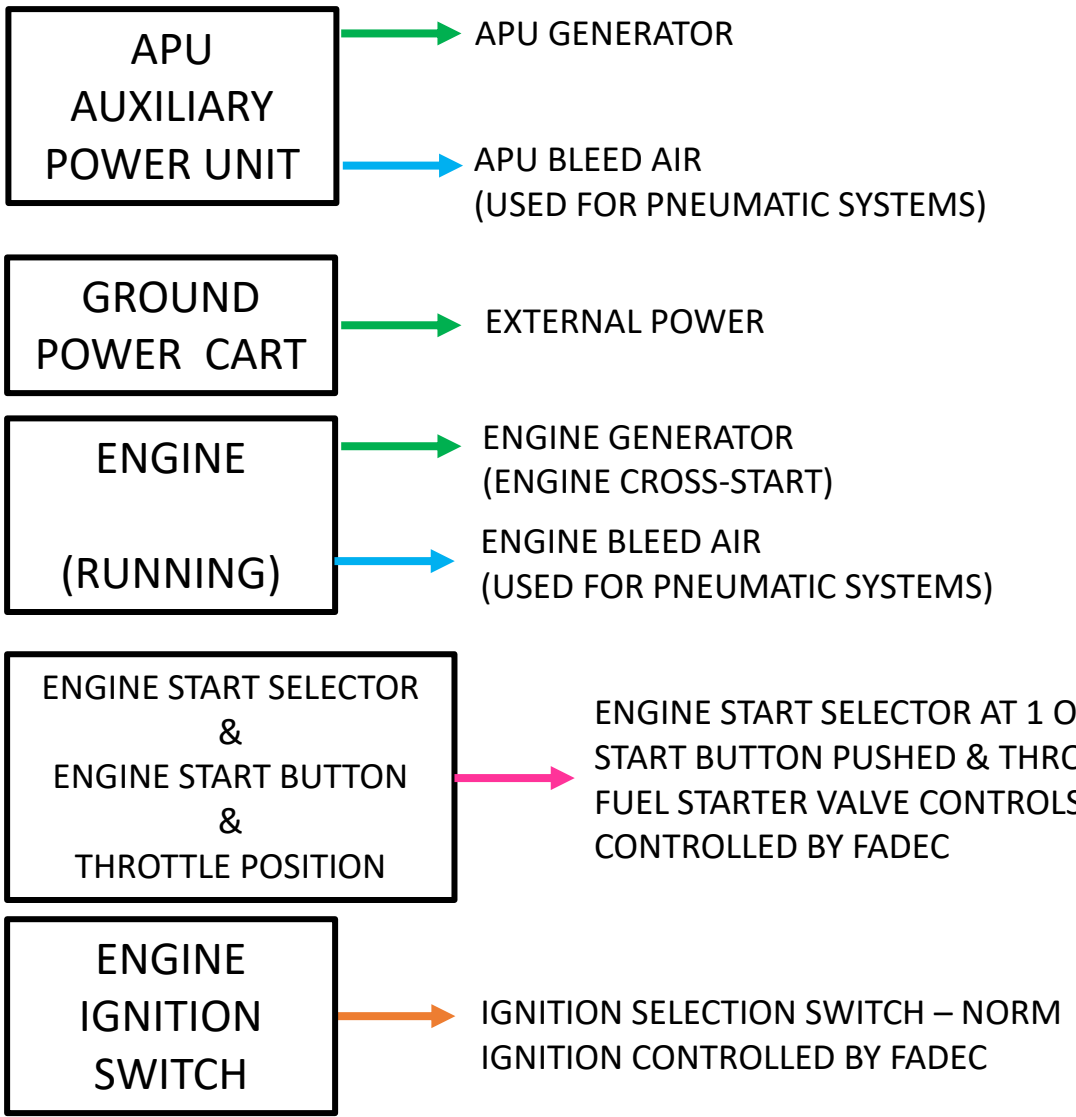 APU
AUXILIARY
POWER UNIT
APU GENERATOR
APU BLEED AIR
(USED FOR PNEUMATIC SYSTEMS)
GROUND
POWER CART
EXTERNAL POWER
ENGINE
(RUNNING)
ENGINE GENERATOR
(ENGINE CROSS-START)
ENGINE BLEED AIR
(USED FOR PNEUMATIC SYSTEMS)
ENGINE START SELECTOR
&
ENGINE START BUTTON
&
THROTTLE POSITION
ENGINE START SELECTOR AT 1
START BUTTON PUSHED &
FUEL STARTER VALVE CONTROLS
CONTROLLED BY FADEC
ENGINE
IGNITION
SWITCH
IGNITION SELECTION SWITCH – NORM
IGNITION CONTROLLED BY FADEC